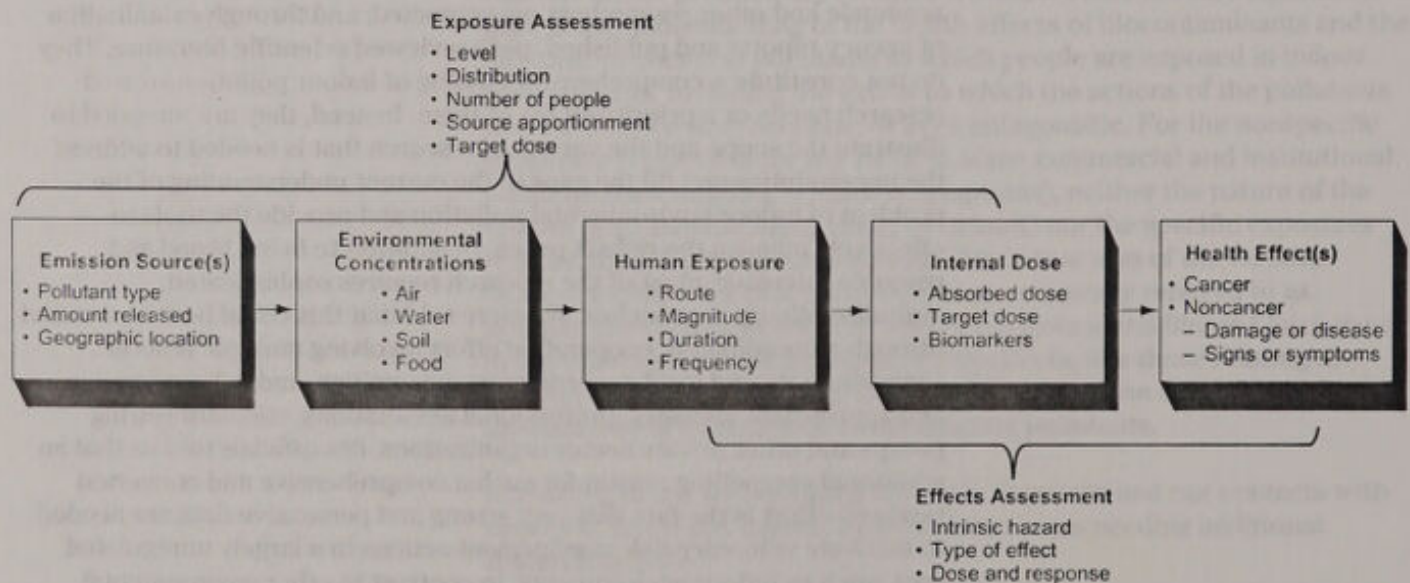 Exposure Assessment
• Level
• Distribution
• Number of people
• Source apportionment
• Target dose
Emission Source(s)
• Pollutant type
• Amount released
• Geographic location
Environmental
Concentrations
• Air
• Water
• Soil
• Food
Human Exposure
• Route
• Magnitude
• Duration
• Frequency
Internal Dose
• Absorbed dose
• Target dose
• Biomarkers
Health Effect(s)
• Cancer
• Noncancer
– Damage or disease
– Signs or symptoms
Effects Assessment
• Intrinsic hazard
• Type of effect
• Dose and response